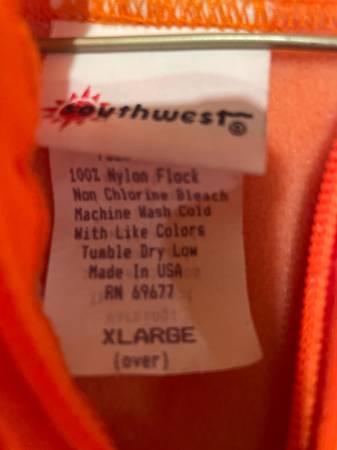 southwest®
100% Nylon Flock
Non Chlorine Bleach
Machine Wash Cold
With Like Colors
Tumble Dry Low
Made In USA
RN 69677
XLARGE
(over)